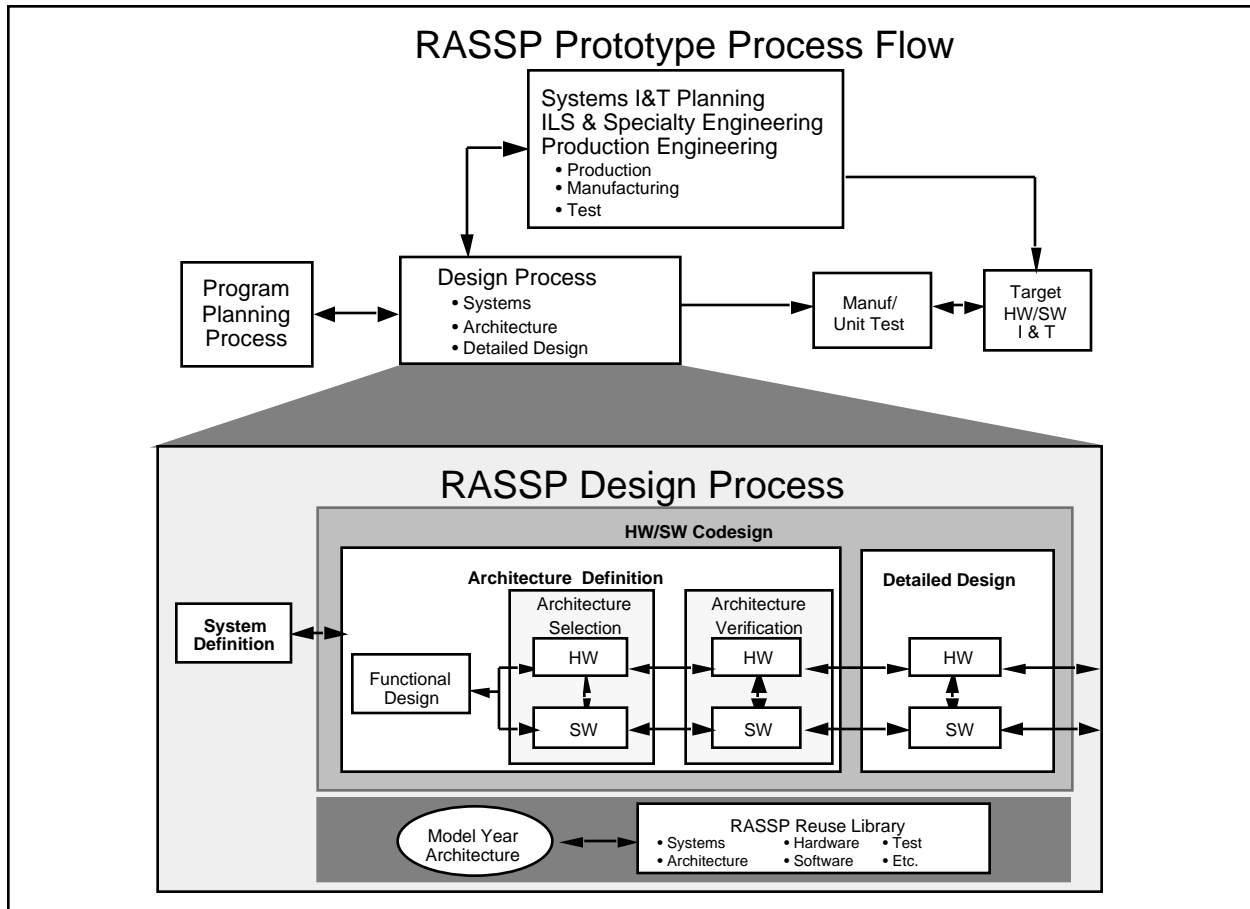 RASSP Prototype Process Flow
Systems I&T Planning
ILS & Specialty Engineering
Production Engineering
• Production
• Manufacturing
• Test
Program
Planning
Process
Design Process
• Systems
• Architecture
• Detailed Design
Manuf/
Unit Test
Target
HW/SW
I & T
RASSP Design Process
HW/SW Codesign
Architecture Definition
Detailed Design
System
Definition
Functional
Design
Architecture
Selection
HW
SW
Architecture
Verification
HW
SW
HW
SW
Model Year
Architecture
RASSP Reuse Library
• Systems • Hardware • Test
• Architecture • Software • Etc.